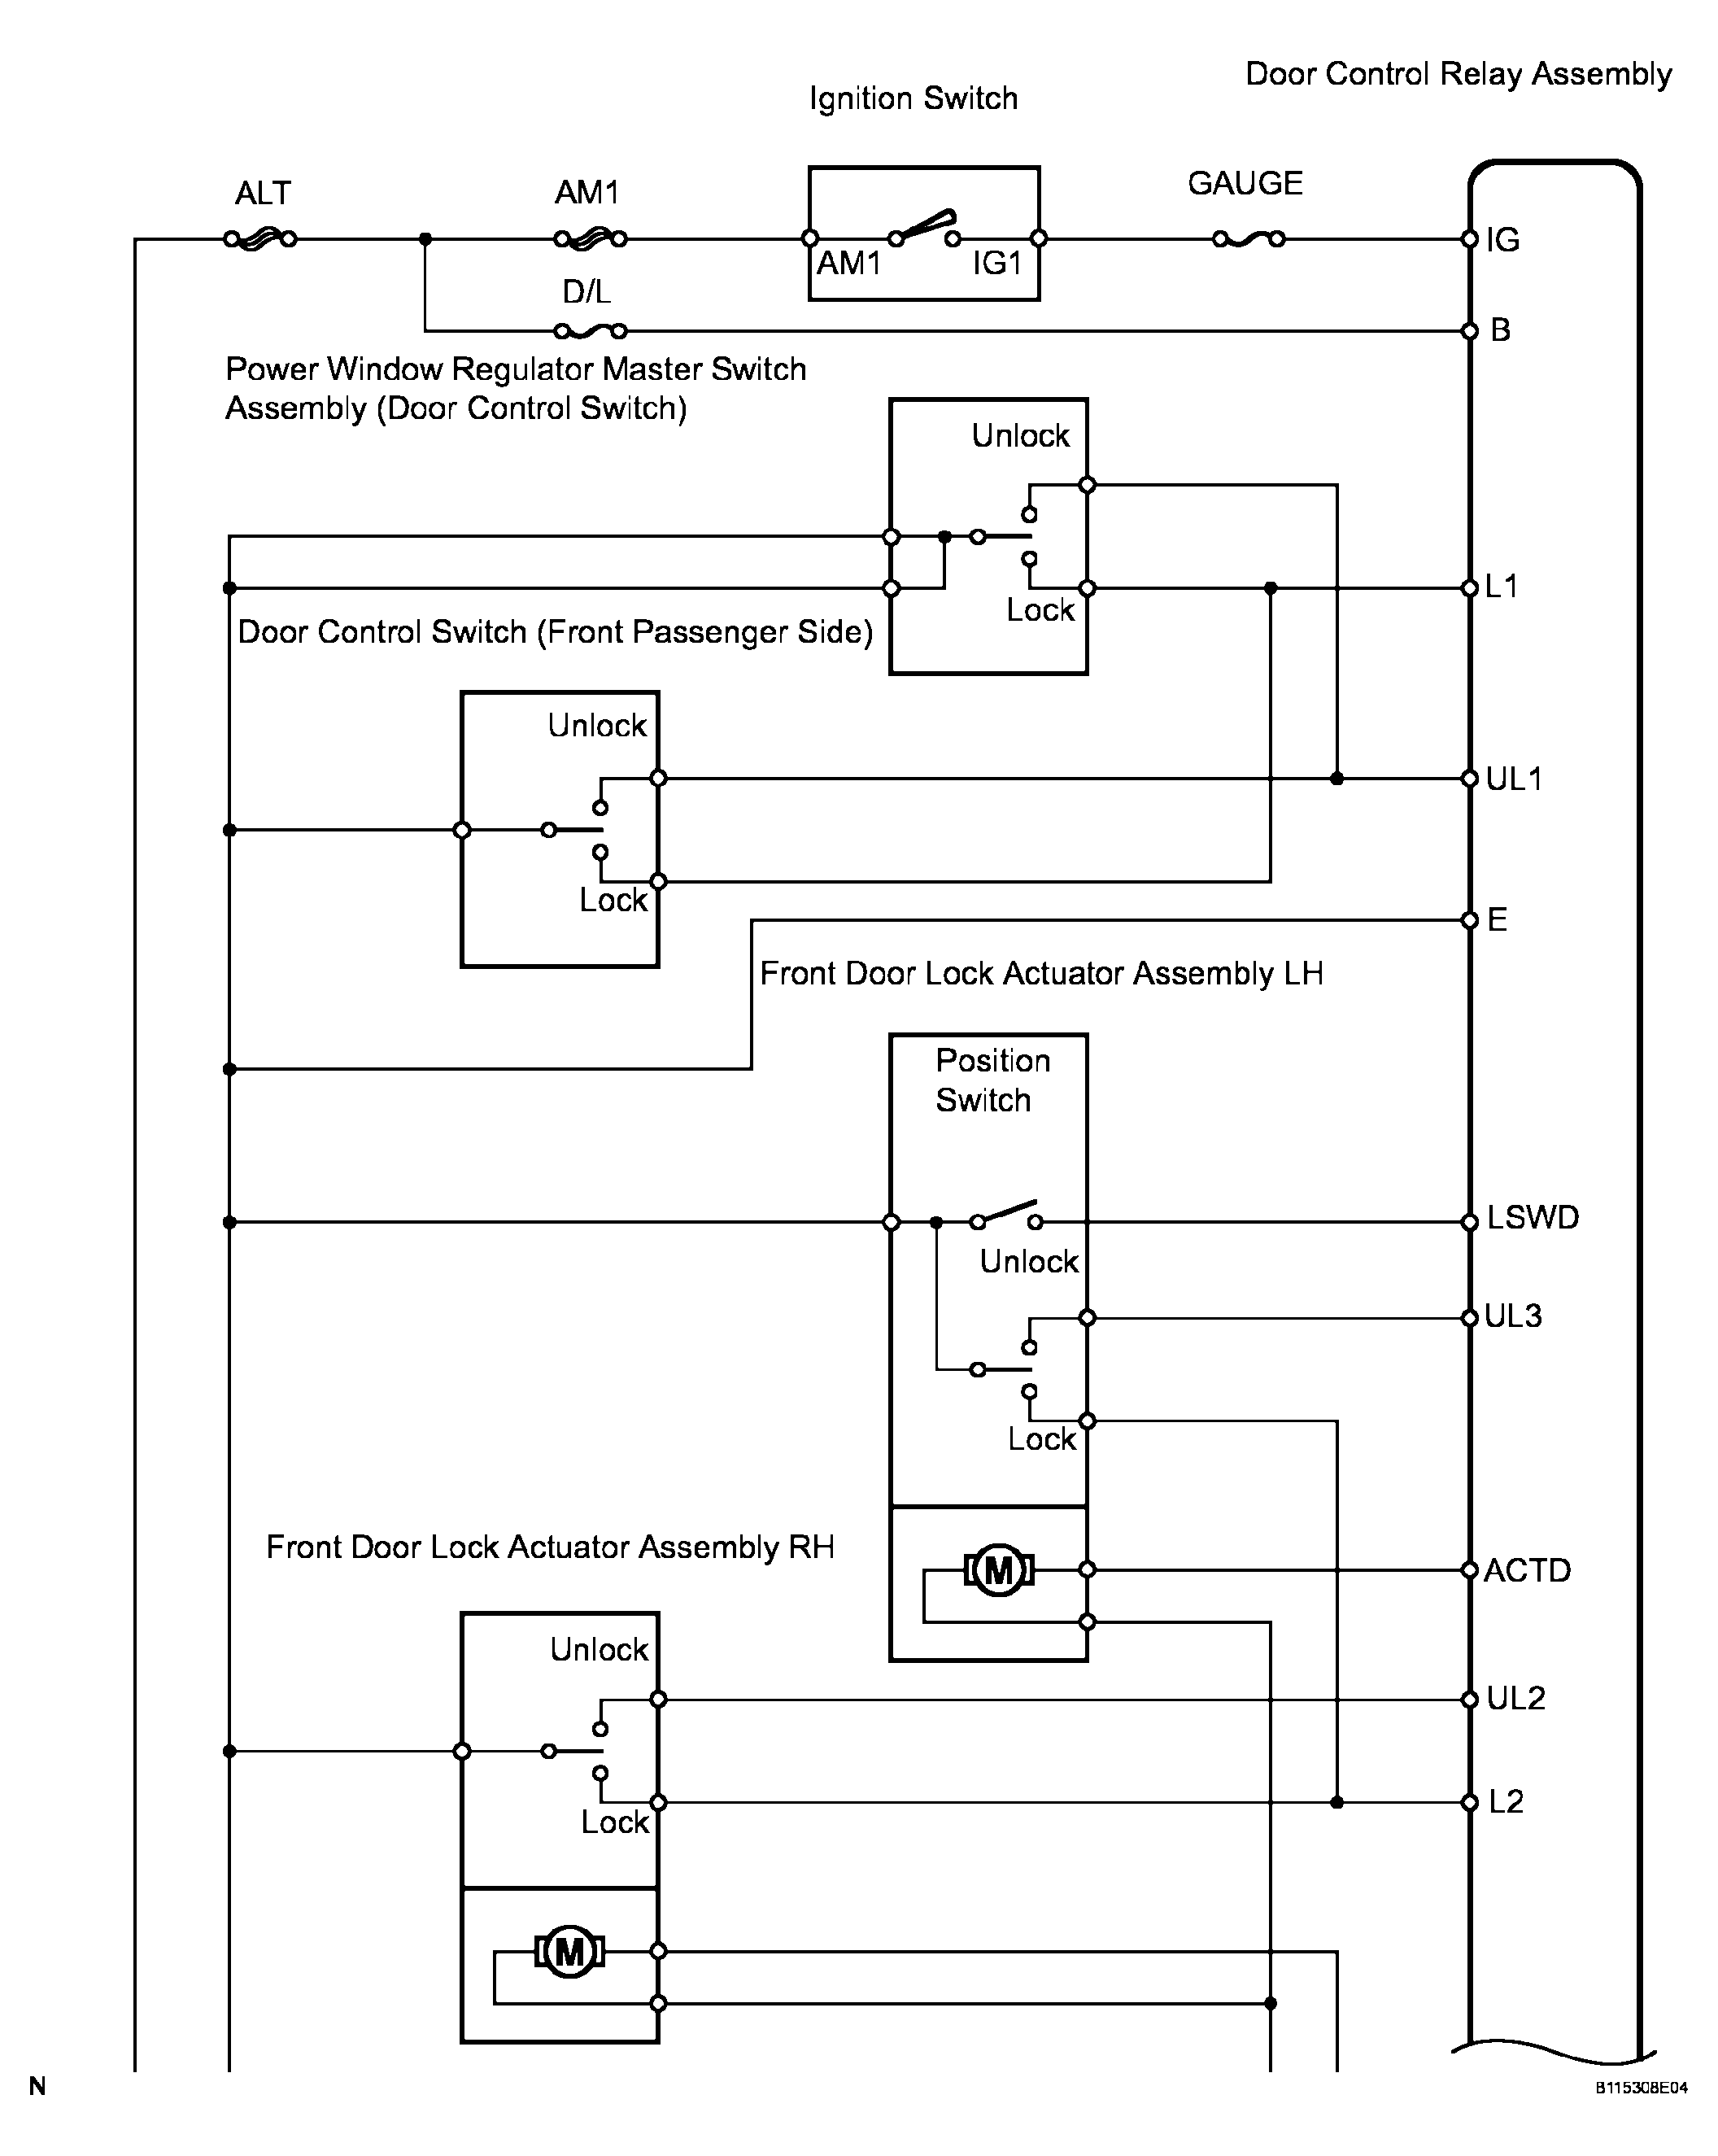 Door Control Relay Assembly
Ignition Switch
ALT
AM1
GAUGE
AM1
IG1
IG
D/L
B
Power Window Regulator Master Switch
Assembly (Door Control Switch)
Unlock
Lock
L1
Door Control Switch (Front Passenger Side)
Unlock
UL1
Lock
E
Front Door Lock Actuator Assembly LH
Position
Switch
LSWD
Unlock
UL3
Lock
Front Door Lock Actuator Assembly RH
M
ACTD
Unlock
UL2
Lock
L2
M
N
B115308E04